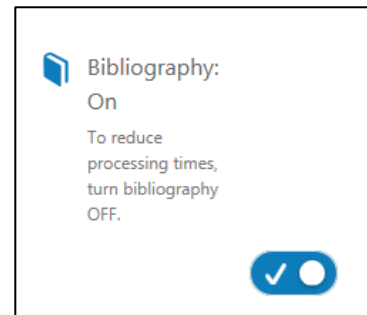 Bibliography:
On
To reduce
processing times,
turn bibliography
OFF.